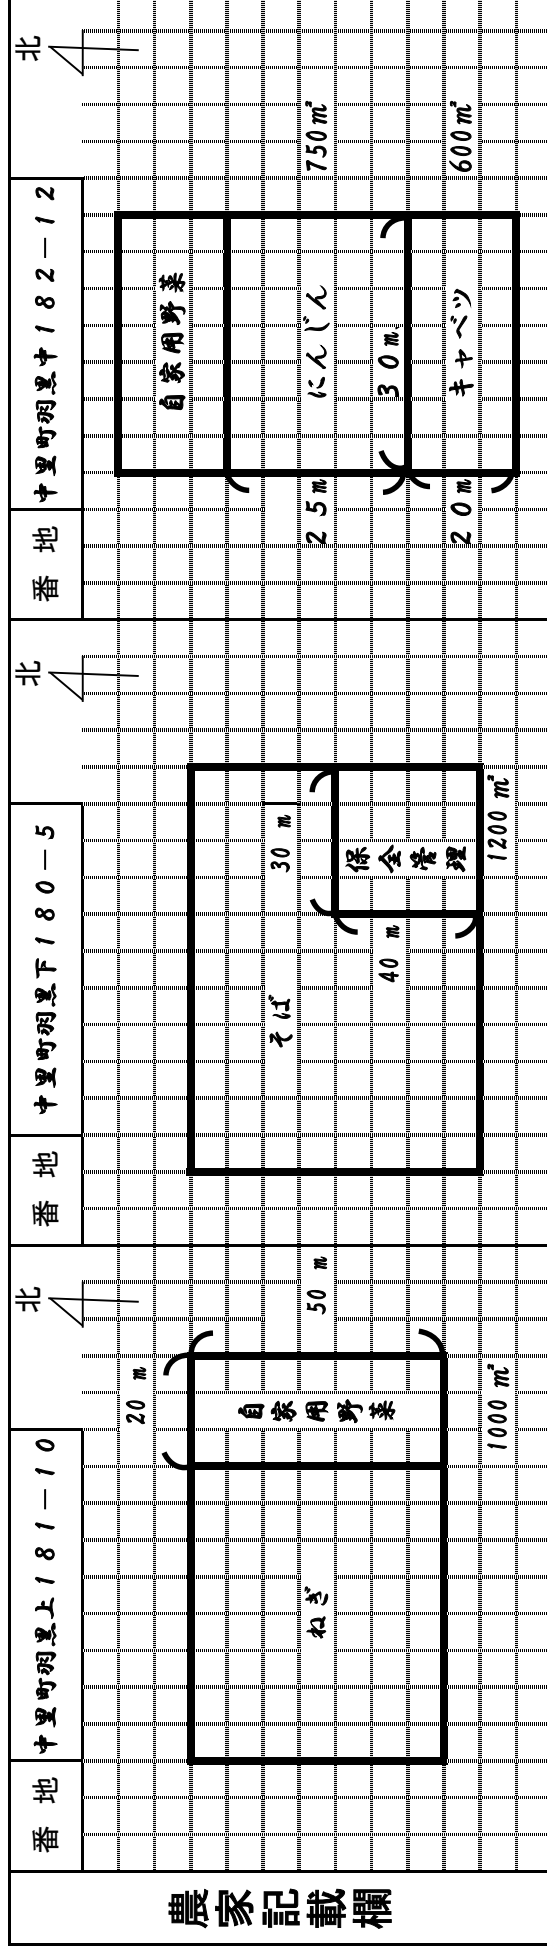 農家記載欄
番地
中里町羽黒上181－10
北
20m
50m
自家用野菜
ねぎ
1000㎡
番地
中里町羽黒下180－5
北
そば
30m
40m
保全管理
1200㎡
番地
中里町羽黒中182－12
北
自家用野菜
にんじん
25m
750㎡
30m
キャベツ
20m
600㎡